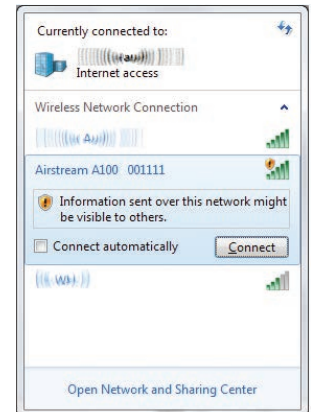 Currently connected to:
Internet access
Wireless Network Connection
Airstream A100 001111
Information sent over this network might
be visible to others.
Connect automatically
Connect
Open Network and Sharing Center